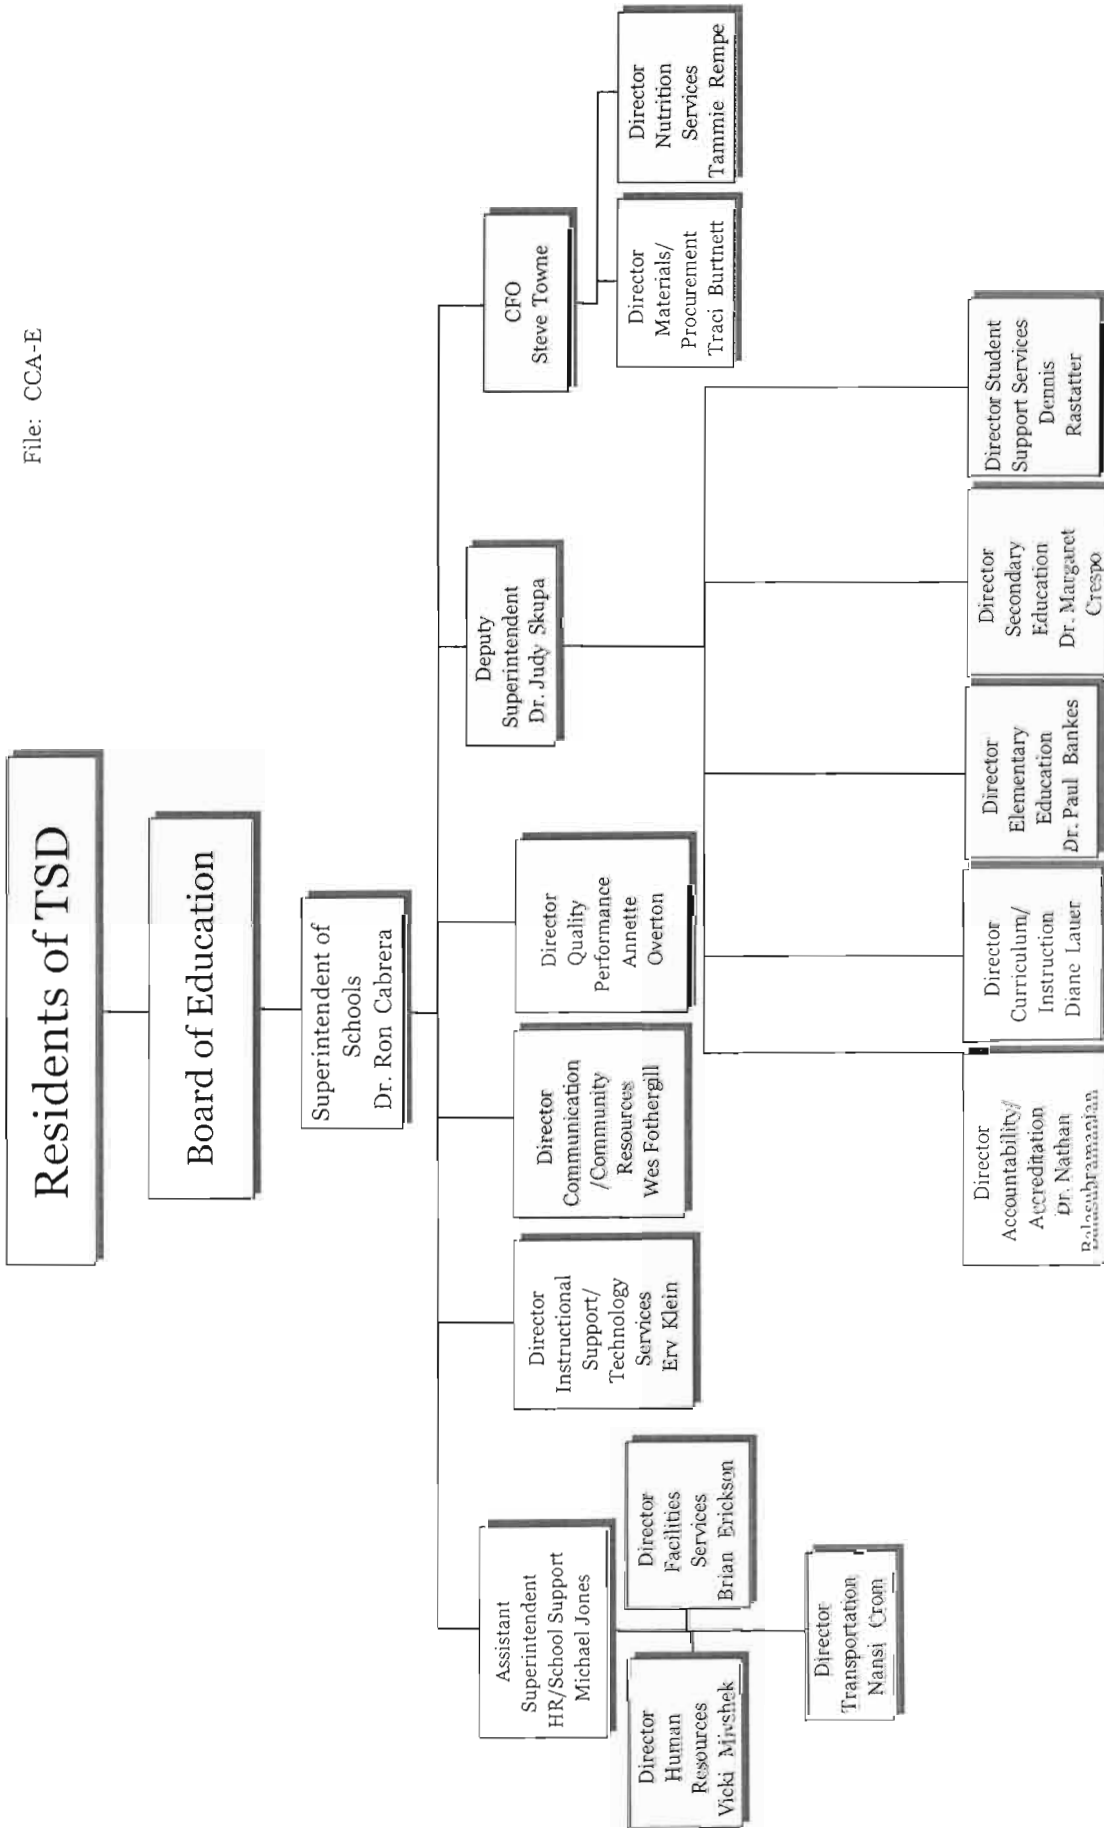 File: CCA-E
Residents of TSD
Board of Education
Superintendent of
Schools
Dr. Ron Cabrera
Assistant
Superintendent
HR/School Support
Michael Jones
Director
Human
Resources
Vicki Mivshek
Director
Facilities
Services
Brian Erickson
Director
Transportation
Nansi Crom
Director
Instructional
Support/
Technology
Services
Erv Klein
Director
Communication
/Community
Resources
Wes Fothergill
Director
Quality
Performance
Annette
Overton
Deputy
Superintendent
Dr. Judy Skupa
Director
Accountability/
Accreditation
Dr. Nathan
Balasubramanian
Director
Curriculum/
Instruction
Diane Lauer
Director
Elementary
Education
Dr. Paul Bankes
Director
Secondary
Education
Dr. Margaret
Crespo
Director Student
Support Services
Dennis
Rastatter
CFO
Steve Towne
Director
Materials/
Procurement
Traci Burtnett
Director
Nutrition
Services
Tammie Rempe